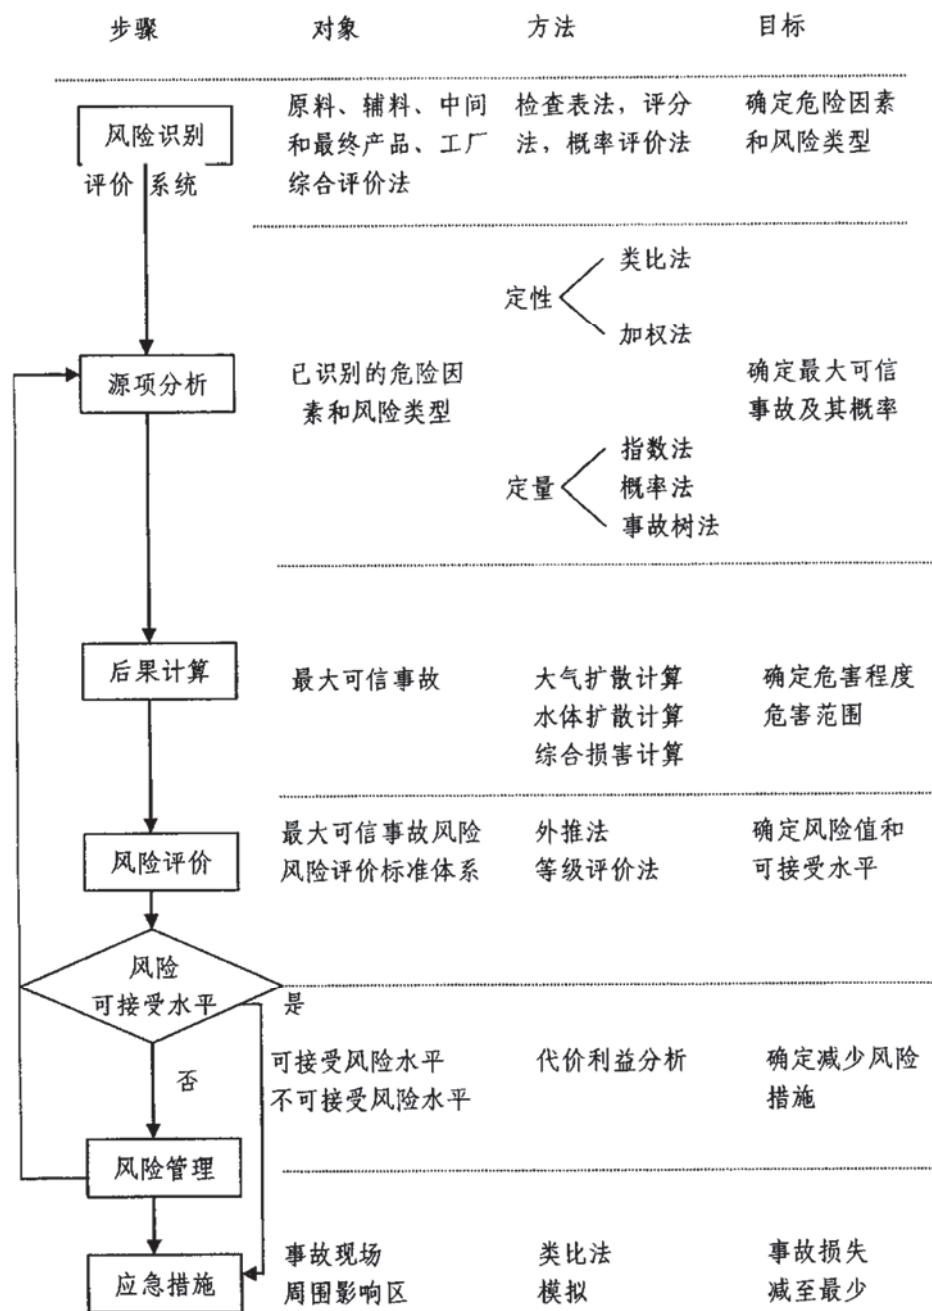 步骤 对象 方法 目标
原料、辅料、中间 检查表法，评分 确定危险因素
风险识别 和最终产品、工厂 法，概率评价法 和风险类型
评价系统 综合评价法
类比法
定性
加权法
源项分析 已识别的危险因 确定最大可信
素和风险类型 事故及其概率
指数法
定量 概率法
事故树法
后果计算 最大可信事故 大气扩散计算 确定危害程度
水体扩散计算 危害范围
综合损害计算
最大可信事故风险 外推法 确定风险值和
风险评价 风险评价标准体系 等级评价法 可接受水平
风险
可接受水平 是
可接受风险水平 代价利益分析 确定减少风险
否 不可接受风险水平 措施
风险管理
事故现场 类比法 事故损失
应急措施 周围影响区 模拟 减至最少